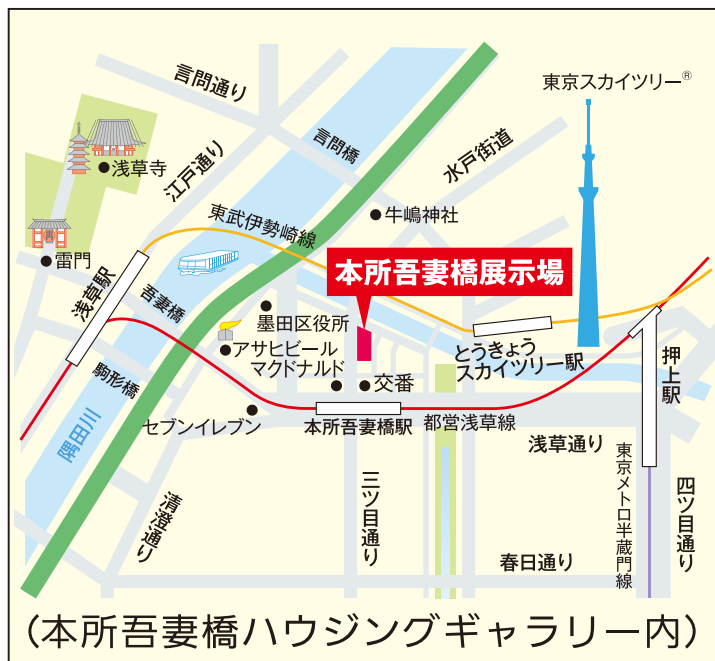 東京スカイツリー®
言問通り
言問橋
水戸街道
江戸通り
浅草寺
牛嶋神社
東武伊勢崎線
雷門
本所吾妻橋展示場
浅草駅
吾妻橋
墨田区役所
アサヒビール
マクドナルド
交番
とうきょう
スカイツリー駅
押上駅
駒形橋
隅田川
セブンイレブン
本所吾妻橋駅
都営浅草線
浅草通り
清澄通り
三ツ目通り
東京メトロ半蔵門線
四ツ目通り
春日通り
(本所吾妻橋ハウジングギャラリー内)